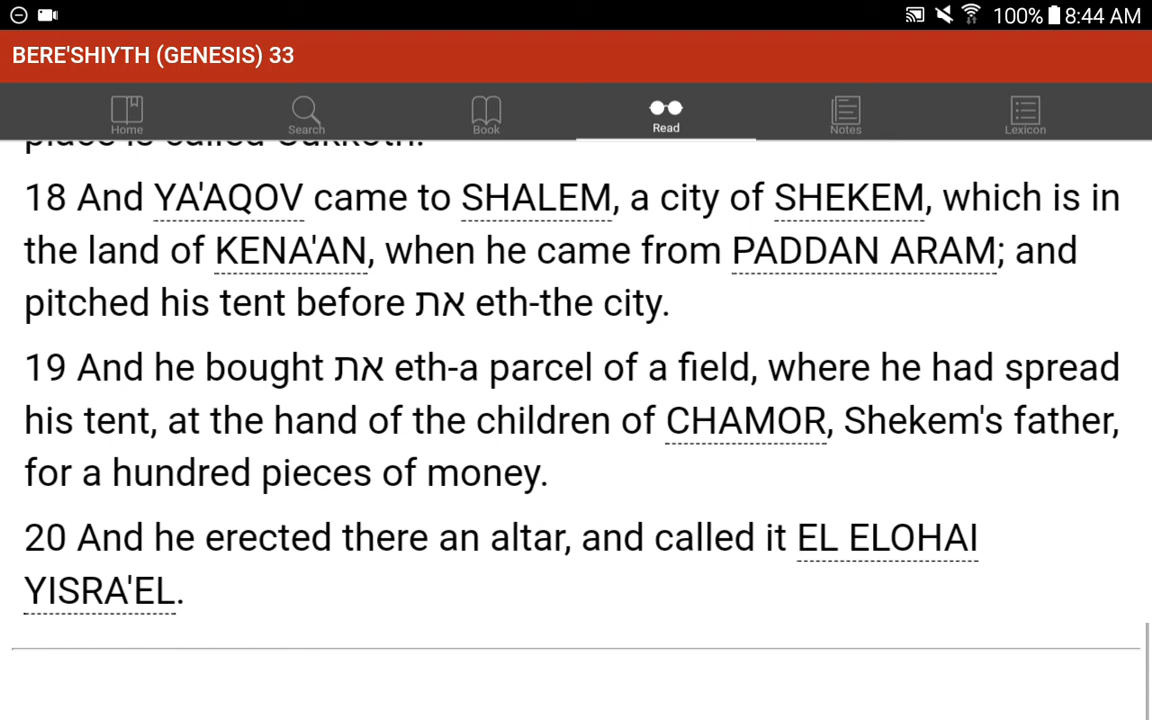 100% 8:44 AM
BERE'SHIYTH (GENESIS) 33
Home Search Book Read Notes Lexicon
place is called Sukkoth.
18 And YA'AQOV came to SHALEM, a city of SHEKEM, which is in
the land of KENA'AN, when he came from PADDAN ARAM; and
pitched his tent before את eth-the city.
19 And he bought את eth-a parcel of a field, where he had spread
his tent, at the hand of the children of CHAMOR, Shekem's father,
for a hundred pieces of money.
20 And he erected there an altar, and called it EL ELOHAI
YISRA'EL.